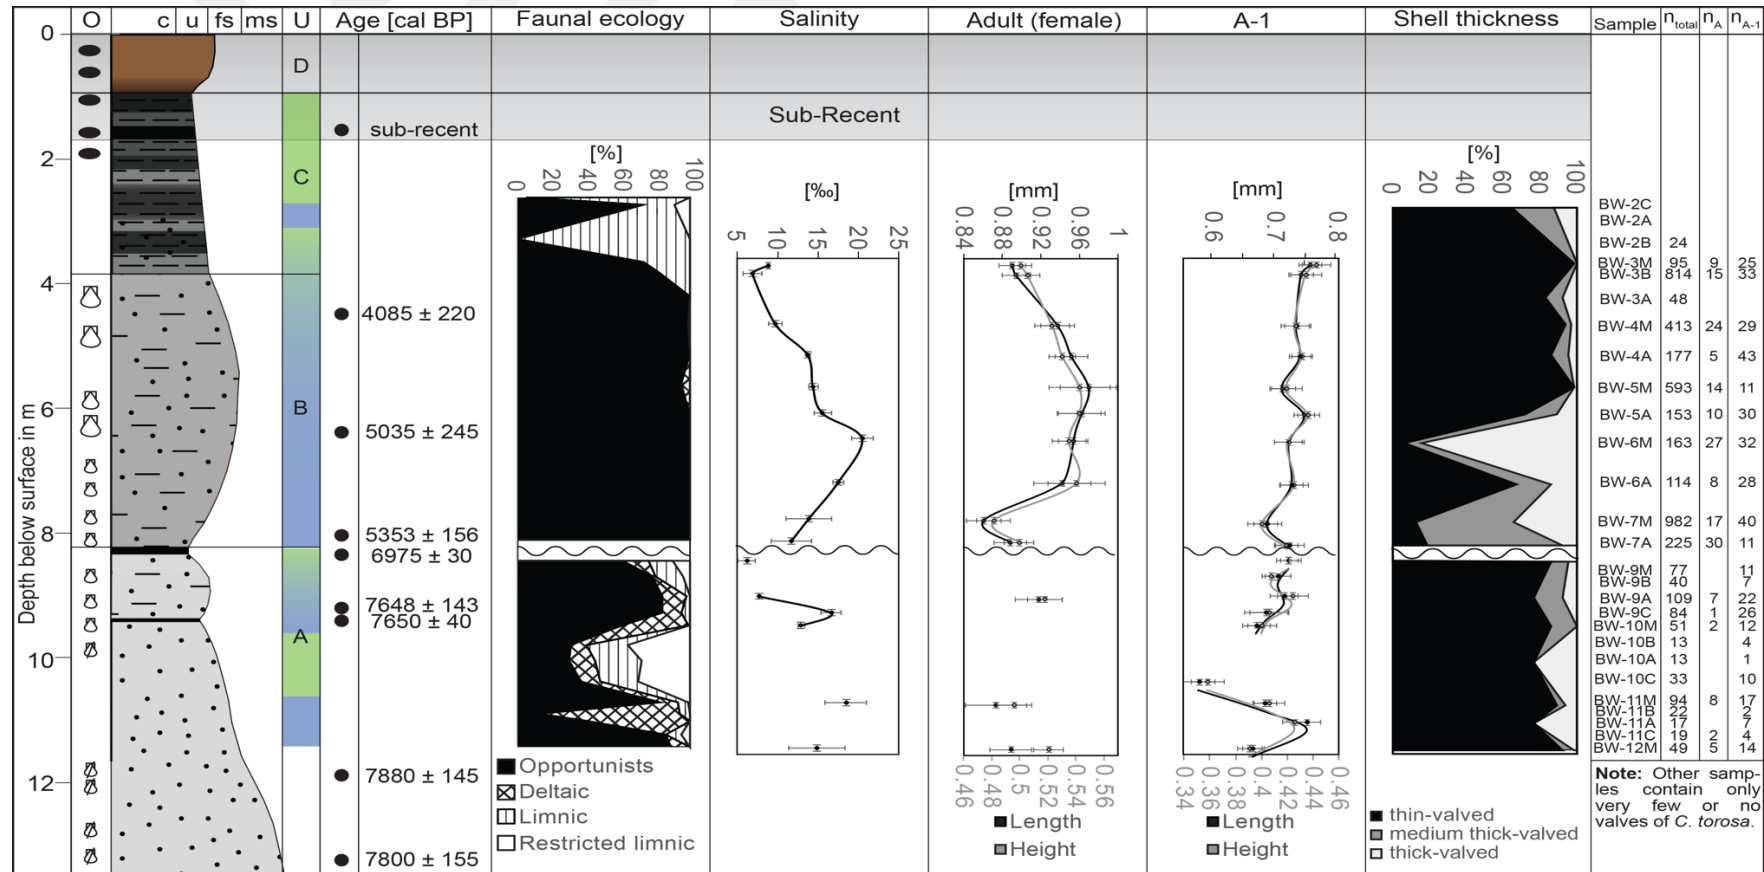 O c u fs ms U Age [cal BP] Faunal ecology Salinity Adult (female) A-1 Shell thickness Sample n_total n_A n_A-1
0
D
Sub-Recent
sub-recent
2
C
[%] [‰] [mm] [mm] [%]
0 20 40 60 80 100
5 10 15 20 25
0.84 0.88 0.92 0.96 1
0.6 0.7 0.8
0 20 40 60 80 100
BW-2C
BW-2A
BW-2B 24
BW-3M 95 9 25
BW-3B 814 15 33
4
BW-3A 48
4085 ± 220
BW-4M 413 24 29
BW-4A 177 5 43
BW-5M 593 14 11
B
6
BW-5A 153 10 30
5035 ± 245
BW-6M 163 27 32
BW-6A 114 8 28
BW-7M 982 17 40
8
5353 ± 156
BW-7A 225 30 11
6975 ± 30
BW-9M 77 11
BW-9B 40 7
7648 ± 143
BW-9A 109 7 22
BW-9C 84 1 26
7650 ± 40
BW-10M 51 2 12
A
BW-10B 13 4
10
BW-10A 13 1
BW-10C 33 10
BW-11M 94 8 17
BW-11B 22 2
BW-11A 17 7
BW-11C 19 2 4
BW-12M 49 5 14
12
7880 ± 145
7800 ± 155
Depth below surface in m
Opportunists
Deltaic
Limnic
Restricted limnic
0.46 0.48 0.5 0.52 0.54 0.56
Length
Height
0.34 0.36 0.38 0.4 0.42 0.44 0.46
Length
Height
thin-valved
medium thick-valved
thick-valved
Note: Other samp-
les contain only
very few or no
valves of C. torosa.